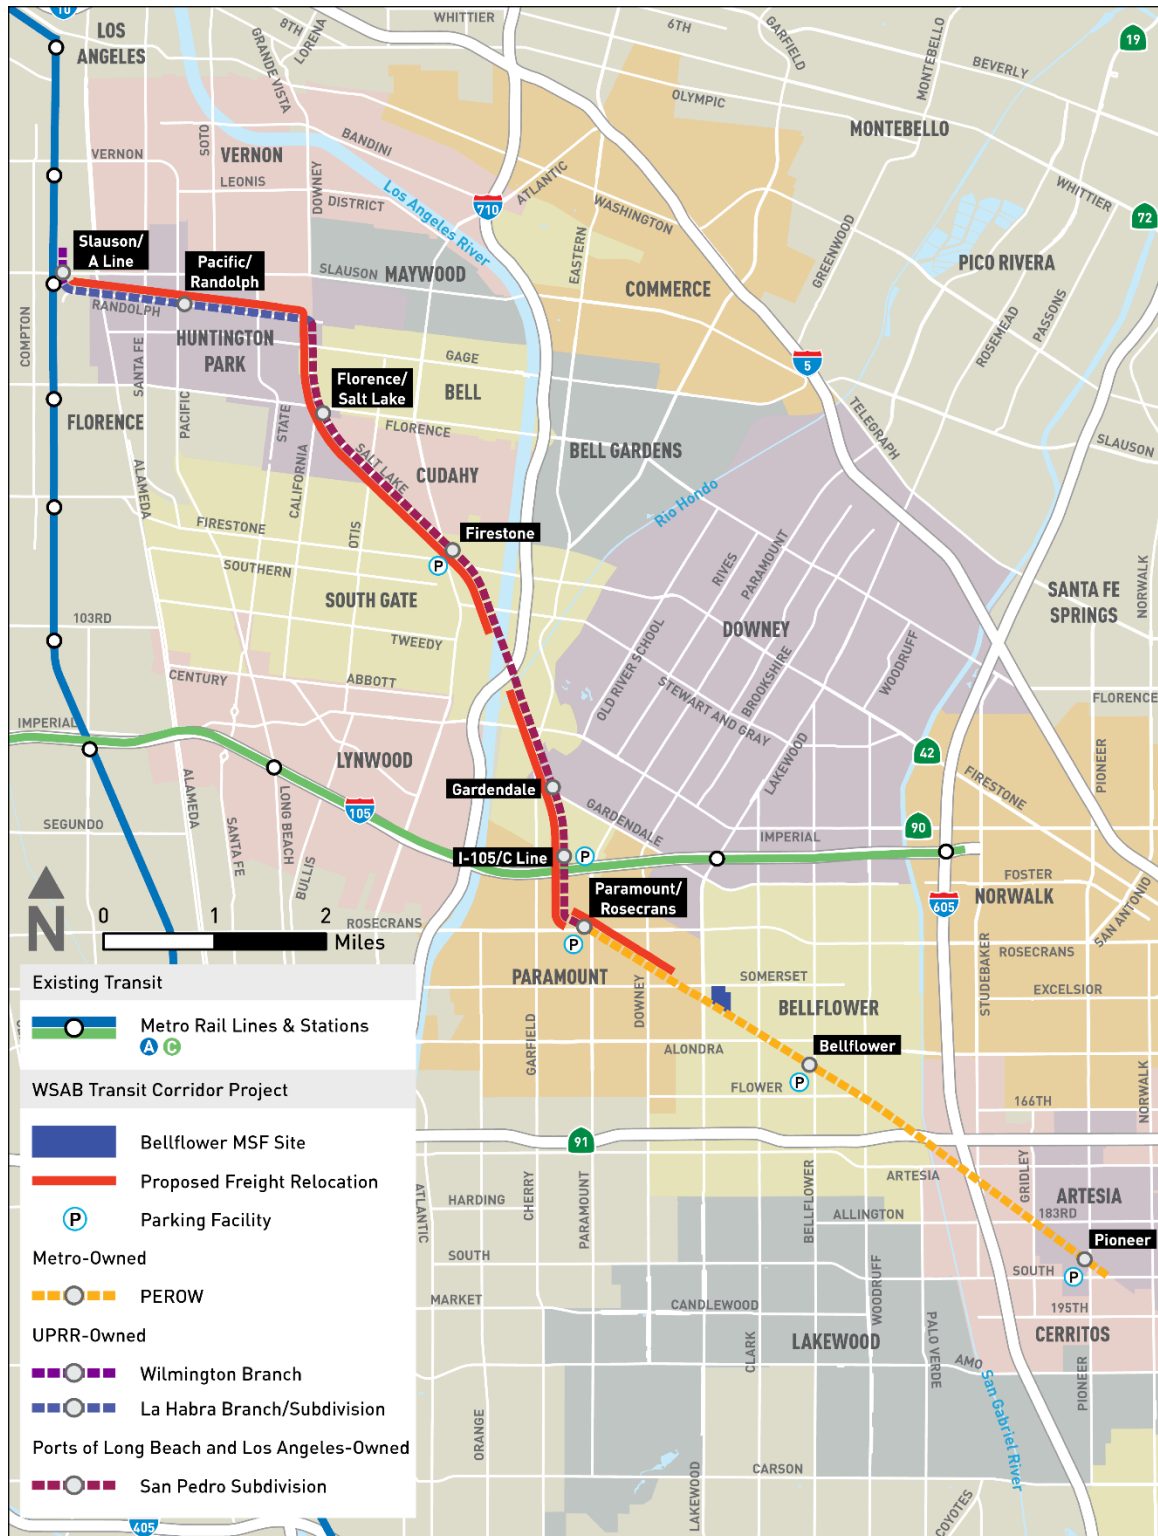 10
LOS
ANGELES
8TH
LORENA
GRANDE VISTA
WHITTIER
6TH
GARFIELD
MONTEBELLO
19
BEVERLY
OLYMPIC
MONTEBELLO
BANDINI
SOTO
VERNON
VERNON
LEONIS
DOWNEY
DISTRICT
Los Angeles River
710
ATLANTIC
WASHINGTON
EASTERN
WHITTIER
72
GREENWOOD
PICO RIVERA
Slauson/
A Line
Pacific/
Randolph
SLAUSON
MAYWOOD
COMMERCE
ROSEMEAD
PASSONS
RANDOLPH
COMPTON
SANTA FE
HUNTINGTON
PARK
GAGE
BELL
5
Florence/
Salt Lake
FLORENCE
PACIFIC
STATE
FLORENCE
SALT LAKE
CUDAHY
BELL GARDENS
TELEGRAPH
SLAUSON
ALAMEDA
CALIFORNIA
OTIS
FIRESTONE
Firestone
P
Rio Hondo
SOUTHERN
SOUTH GATE
RIVES
PARAMOUNT
DOWNEY
SANTA FE
SPRINGS
NORWALK
103RD
TWEEDY
OLD RIVER SCHOOL
BROOKSHIRE
WOODRUFF
CENTURY
ABBOTT
STEWART AND GRAY
FLORENCE
IMPERIAL
LYNWOOD
LAKEWOOD
42
PIONEER
FIRESTONE
Gardendale
GARDENDALE
105
ALAMEDA
SANTA FE
LONG BEACH
BULLIS
SEGUNDO
IMPERIAL
90
I-105/C Line
P
FOSTER
Paramount/
Rosecrans
605
NORWALK
SAN ANTONIO
N
0
1
2
Miles
ROSECRANS
P
PARAMOUNT
ROSECRANS
DOWNEY
SOMERSET
STUDEBAKER
EXCELSIOR
BELLFLOWER
GARFIELD
ALONDRA
Bellflower
P
FLOWER
166TH
NORWALK
91
BELLFLOWER
ARTESIA
GRIDLEY
ARTESIA
ATLANTIC
HARDING
CHERRY
PARAMOUNT
ALLINGTON
183RD
Pioneer
SOUTH
SOUTH
P
MARKET
CANDLEWOOD
WOODRUFF
195TH
CLARK
LAKEWOOD
PALO VERDE
CERRITOS
AMO
PIONEER
San Gabriel River
ORANGE
CARSON
LAKEWOOD
COYOTES
405
Existing Transit
Metro Rail Lines & Stations
A C
WSAB Transit Corridor Project
Bellflower MSF Site
Proposed Freight Relocation
P Parking Facility
Metro-Owned
PEROW
UPRR-Owned
Wilmington Branch
La Habra Branch/Subdivision
Ports of Long Beach and Los Angeles-Owned
San Pedro Subdivision